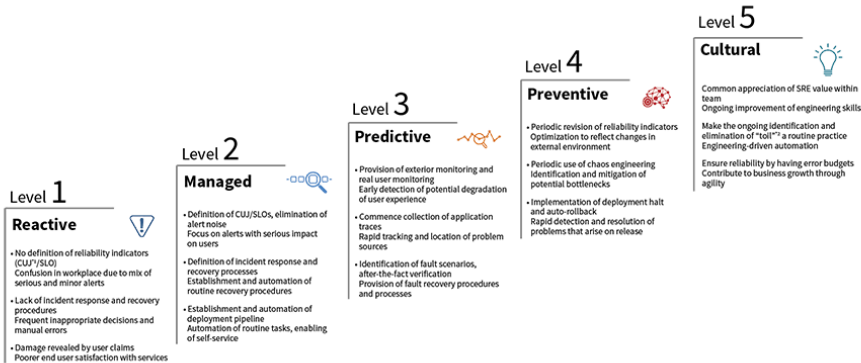 Level 1
Reactive
• No definition of reliability indicators
(CUJ*1/SLO)
Confusion in workplace due to mix of
serious and minor alerts
• Lack of incident response and recovery
procedures
Frequent inappropriate decisions and
manual errors
• Damage revealed by user claims
Poorer end user satisfaction with services
Level 2
Managed
• Definition of CUJ/SLOs, elimination of
alert noise
Focus on alerts with serious impact
on users
• Definition of incident response and
recovery processes
Establishment and automation of
routine recovery procedures
• Establishment and automation of
deployment pipeline
Automation of routine tasks, enabling
of self-service
Level 3
Predictive
• Provision of exterior monitoring and
real user monitoring
Early detection of potential degradation
of user experience
• Commence collection of application
traces
Rapid tracking and location of problem
sources
• Identification of fault scenarios,
after-the-fact verification
Provision of fault recovery procedures
and processes
Level 4
Preventive
• Periodic revision of reliability indicators
Optimization to reflect changes in
external environment
• Periodic use of chaos engineering
Identification and mitigation of
potential bottlenecks
• Implementation of deployment halt
and auto-rollback
Rapid detection and resolution of
problems that arise on release
Level 5
Cultural
Common appreciation of SRE value within
team
Ongoing improvement of engineering skills
Make the ongoing identification and
elimination of "toil"*2 a routine practice
Engineering-driven automation
Ensure reliability by having error budgets
Contribute to business growth through
agility